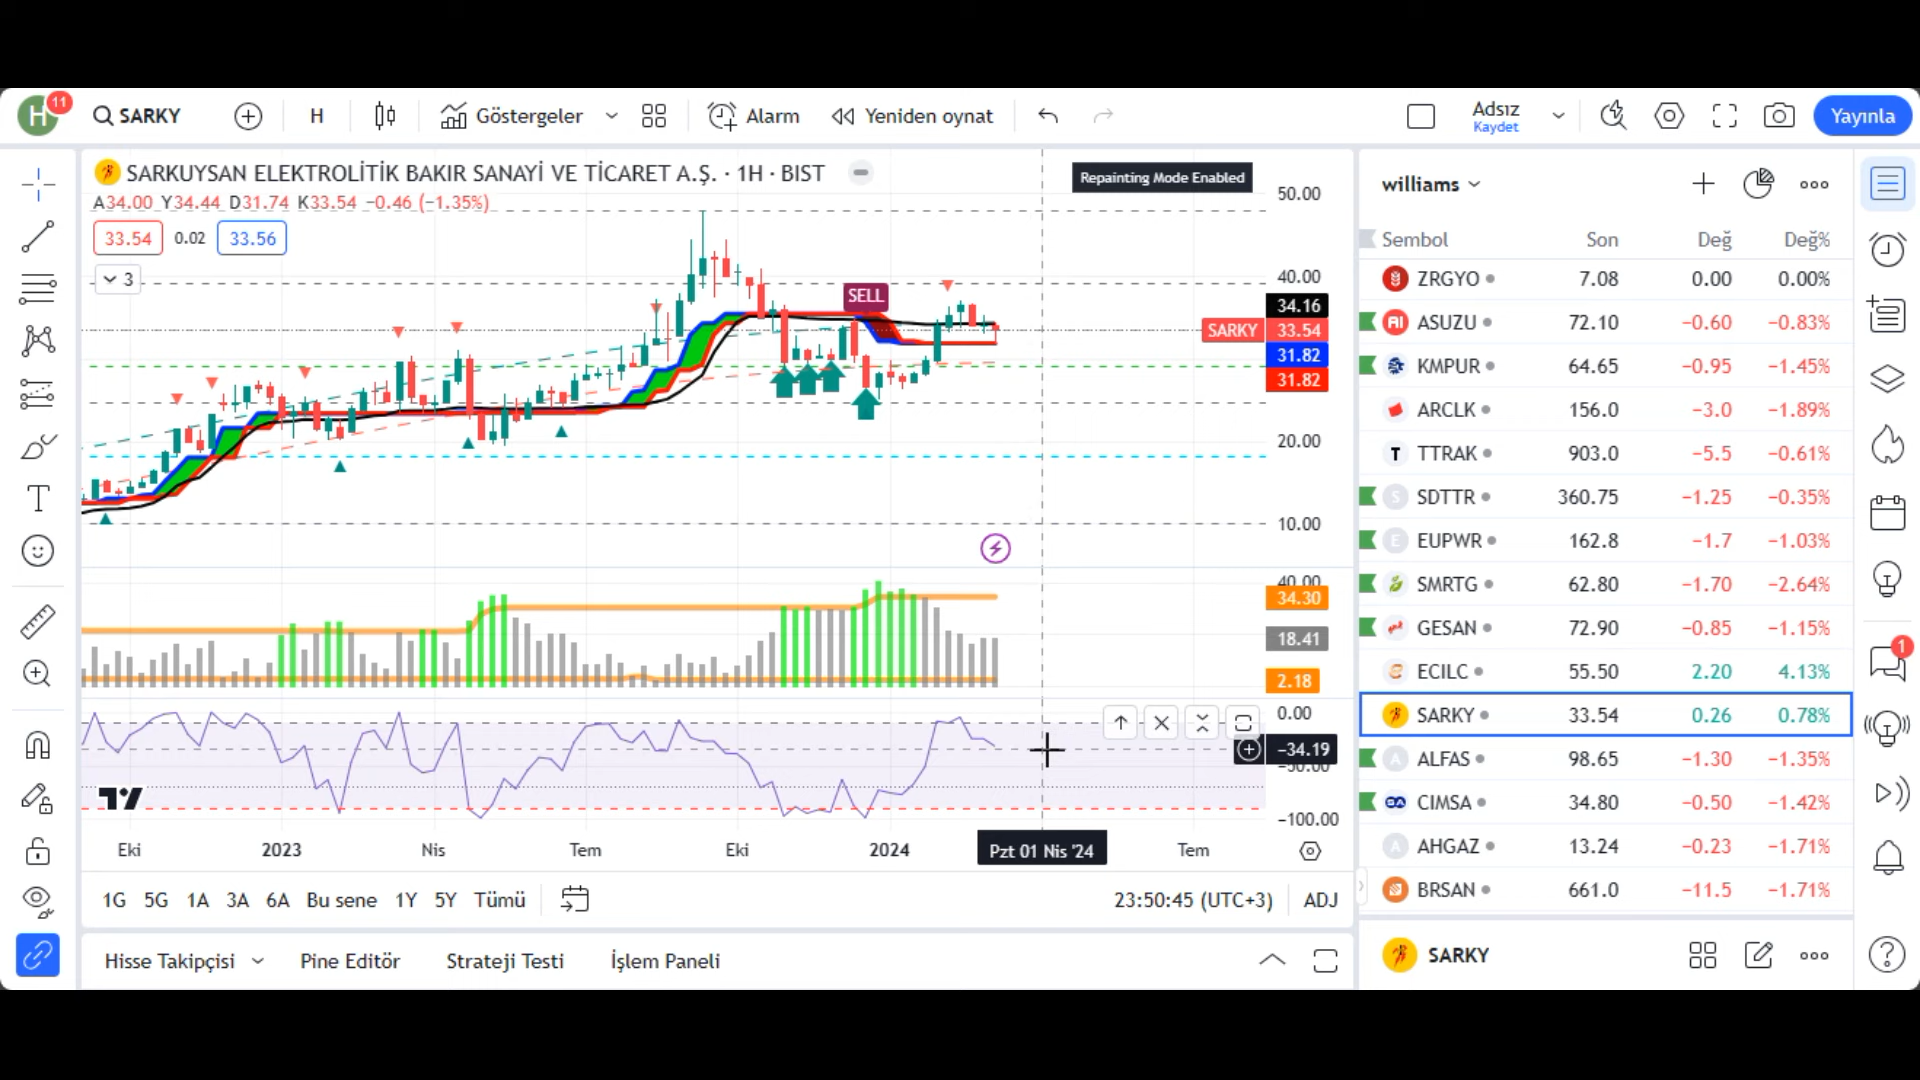 H
11
SARKY
H
Göstergeler
Alarm
Yeniden oynat
Adsız
Kaydet
Yayınla
SARKUYSAN ELEKTROLİTİK BAKIR SANAYİ VE TİCARET A.Ş. · 1H · BIST
A34.00 Y34.44 D31.74 K33.54 −0.46 (−1.35%)
33.54 0.02 33.56
3
Repainting Mode Enabled
SELL
50.00
40.00
34.16
SARKY 33.54
31.82
31.82
20.00
10.00
40.00
34.30
18.41
2.18
0.00
−34.19
−50.00
−100.00
Eki 2023 Nis Tem Eki 2024 Pzt 01 Nis '24 Tem
1G 5G 1A 3A 6A Bu sene 1Y 5Y Tümü
23:50:45 (UTC+3) ADJ
Hisse Takipçisi Pine Editör Strateji Testi İşlem Paneli
williams
Sembol Son Değ Değ%
ZRGYO 7.08 0.00 0.00%
ASUZU 72.10 −0.60 −0.83%
KMPUR 64.65 −0.95 −1.45%
ARCLK 156.0 −3.0 −1.89%
T TTRAK 903.0 −5.5 −0.61%
S SDTTR 360.75 −1.25 −0.35%
E EUPWR 162.8 −1.7 −1.03%
SMRTG 62.80 −1.70 −2.64%
GESAN 72.90 −0.85 −1.15%
ECILC 55.50 2.20 4.13%
SARKY 33.54 0.26 0.78%
A ALFAS 98.65 −1.30 −1.35%
CIMSA 34.80 −0.50 −1.42%
A AHGAZ 13.24 −0.23 −1.71%
BRSAN 661.0 −11.5 −1.71%
SARKY
1